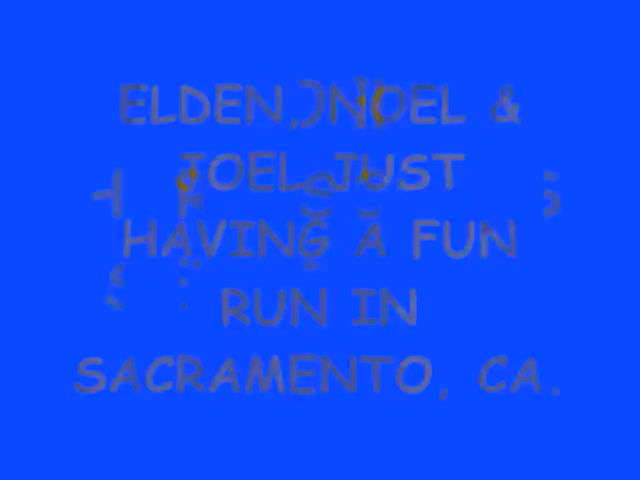 ELDEN, NOEL &
JOEL JUST
HAVING A FUN
RUN IN
SACRAMENTO, CA.